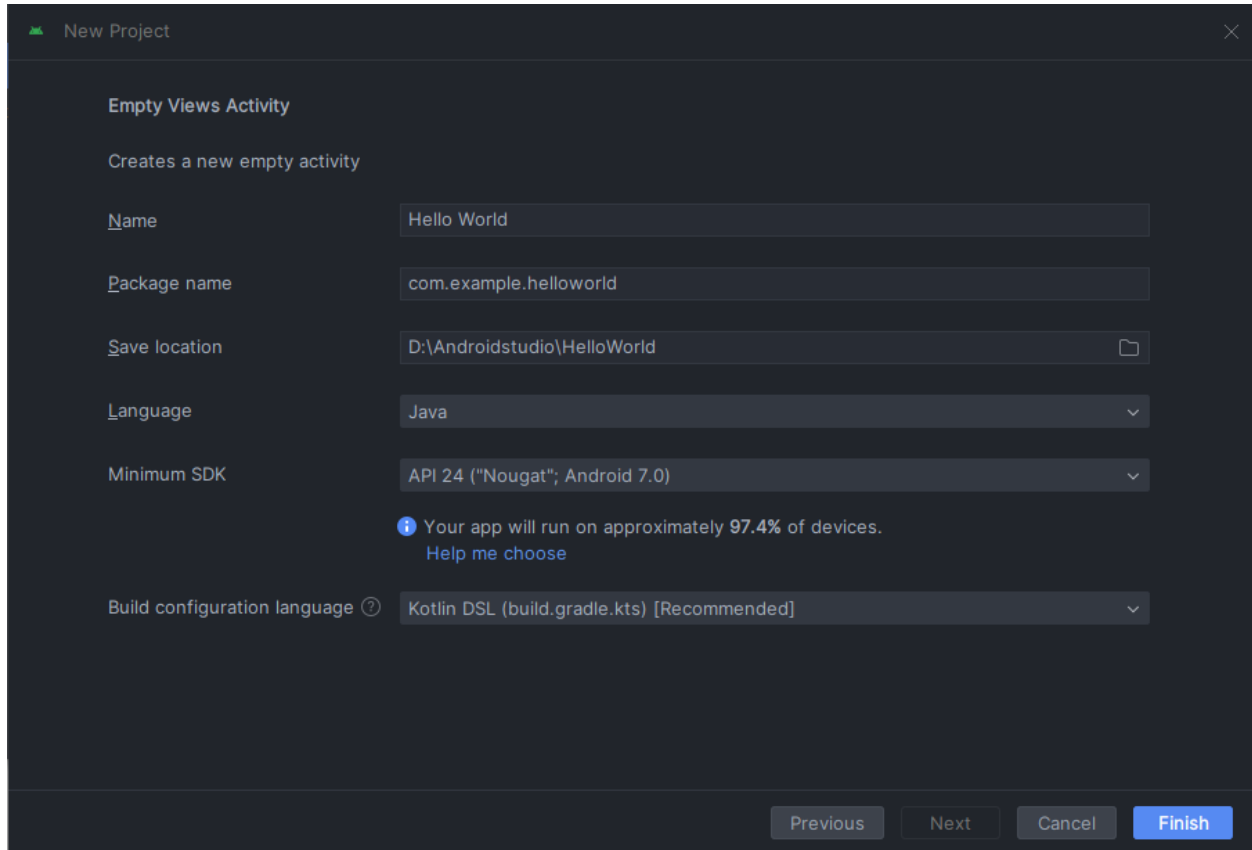 New Project
Empty Views Activity
Creates a new empty activity
Name
Hello World
Package name
com.example.helloworld
Save location
D:\Androidstudio\HelloWorld
Language
Java
Minimum SDK
API 24 ("Nougat"; Android 7.0)
Your app will run on approximately 97.4% of devices.
Help me choose
Build configuration language ?
Kotlin DSL (build.gradle.kts) [Recommended]
Previous
Next
Cancel
Finish